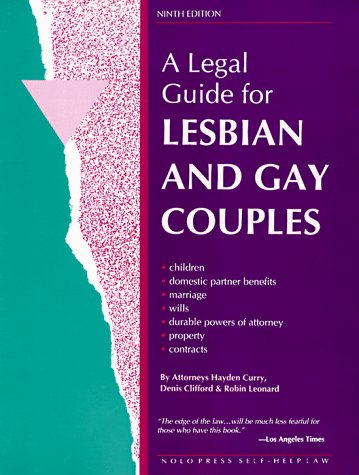 NINTH EDITION
A Legal
Guide for
LESBIAN
AND GAY
COUPLES
• children
• domestic partner benefits
• marriage
• wills
• durable powers of attorney
• property
• contracts
By Attorneys Hayden Curry,
Denis Clifford & Robin Leonard
"The edge of the law...will be much less fearful for
those who have this book."
—Los Angeles Times
NOLO PRESS SELF-HELP LAW